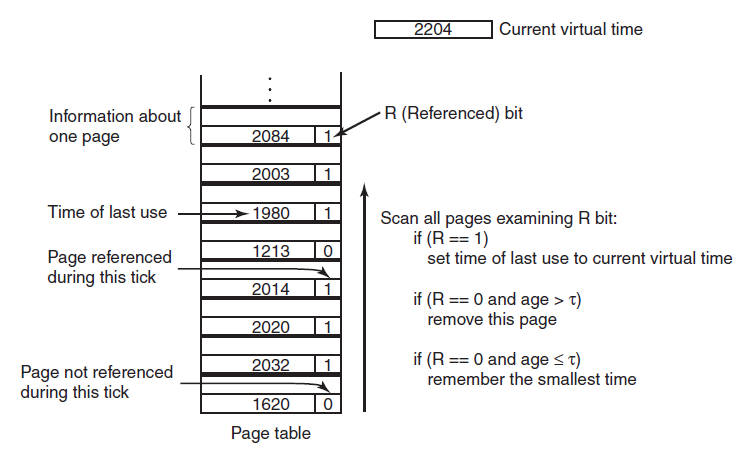 2204 Current virtual time
Information about
one page
R (Referenced) bit
2084 1
2003 1
Time of last use
1980 1
1213 0
Page referenced
during this tick
2014 1
2020 1
2032 1
Page not referenced
during this tick
1620 0
Page table
Scan all pages examining R bit:
if (R == 1)
set time of last use to current virtual time
if (R == 0 and age > τ)
remove this page
if (R == 0 and age ≤ τ)
remember the smallest time